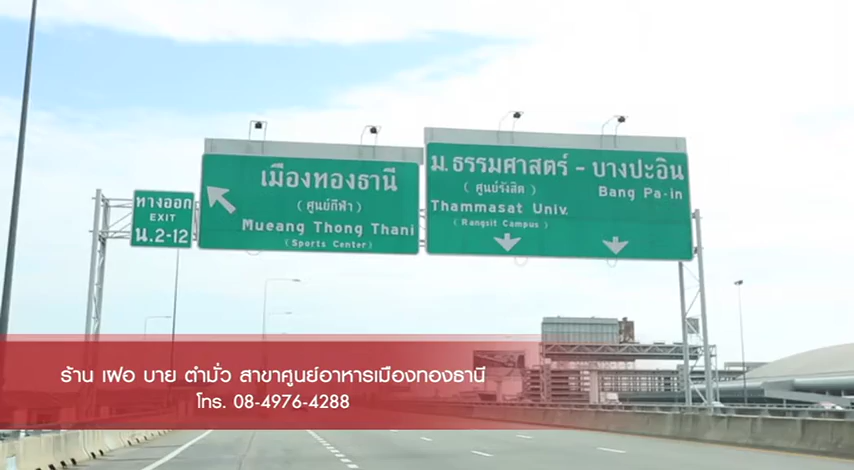 ทางออก
EXIT
น.2-12
เมืองทองธานี
(ศูนย์กีฬา)
Mueang Thong Thani
(Sports Center)
ม.ธรรมศาสตร์ - บางปะอิน
(ศูนย์รังสิต)
Bang Pa-in
Thammasat Univ.
(Rangsit Campus)
ร้าน เฝอ บาย ตำมั่ว สาขาศูนย์อาหารเมืองทองธานี
โทร. 08-4976-4288